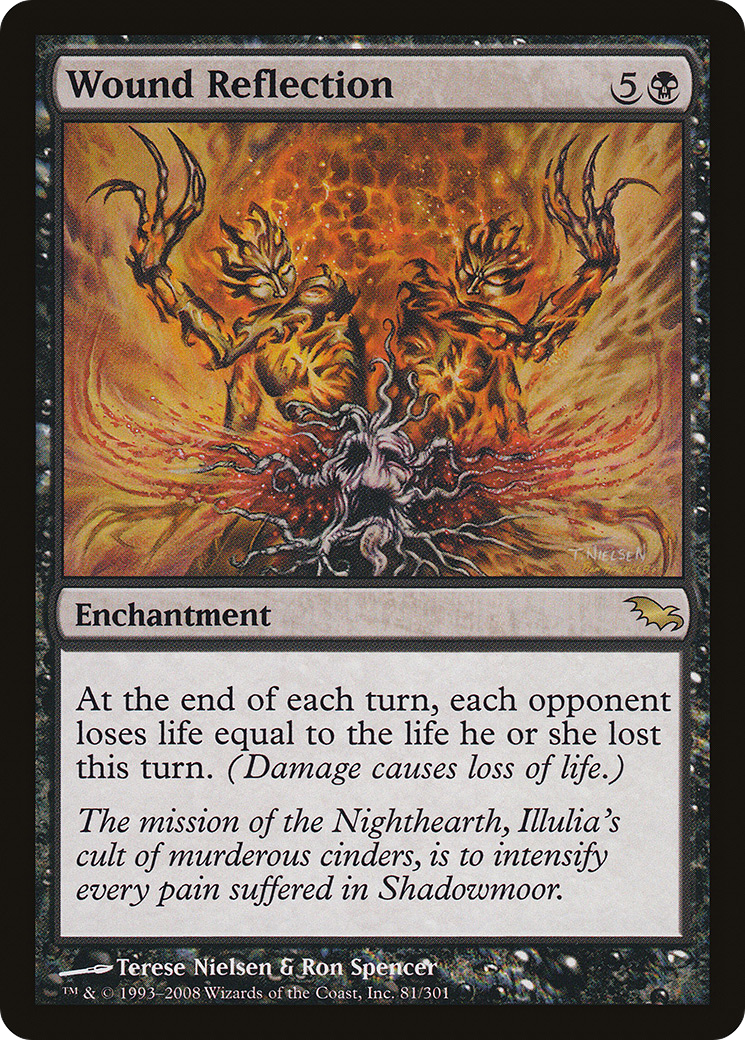 Wound Reflection 5
T. NIELSEN
Enchantment
At the end of each turn, each opponent
loses life equal to the life he or she lost
this turn. (Damage causes loss of life.)
The mission of the Nighthearth, Illulia's
cult of murderous cinders, is to intensify
every pain suffered in Shadowmoor.
Terese Nielsen & Ron Spencer
™ & © 1993–2008 Wizards of the Coast, Inc. 81/301